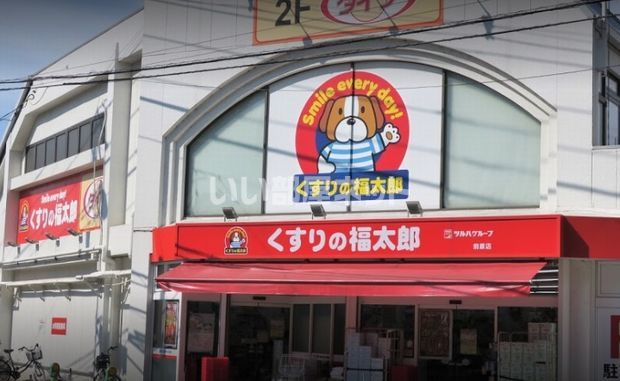 2F
ダイソ
Smile every day!
くすりの福太郎
Smile every day!
くすりの福太郎
くすりの福太郎
ツルハグループ
いい部屋ネット
駐